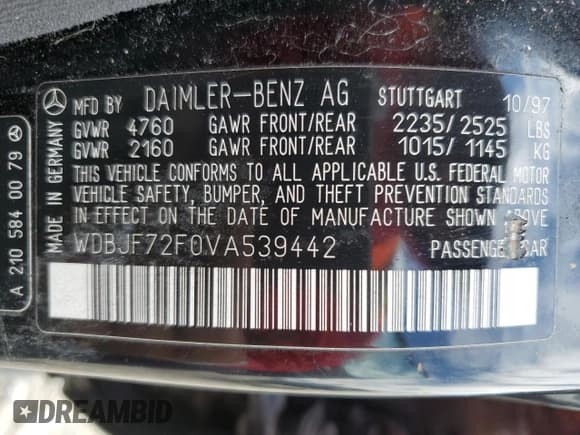 MFD BY DAIMLER-BENZ AG STUTTGART 10/97
GVWR 4760 GAWR FRONT/REAR 2235/2525 LBS
GVWR 2160 GAWR FRONT/REAR 1015/1145 KG
THIS VEHICLE CONFORMS TO ALL APPLICABLE U.S. FEDERAL MOTOR
VEHICLE SAFETY, BUMPER, AND THEFT PREVENTION STANDARDS
IN EFFECT ON THE DATE OF MANUFACTURE SHOWN ABOVE
WDBJF72F0VA539442 PASSENGER CAR
MADE IN GERMANY
A 210 584 00 79
DREAMBID